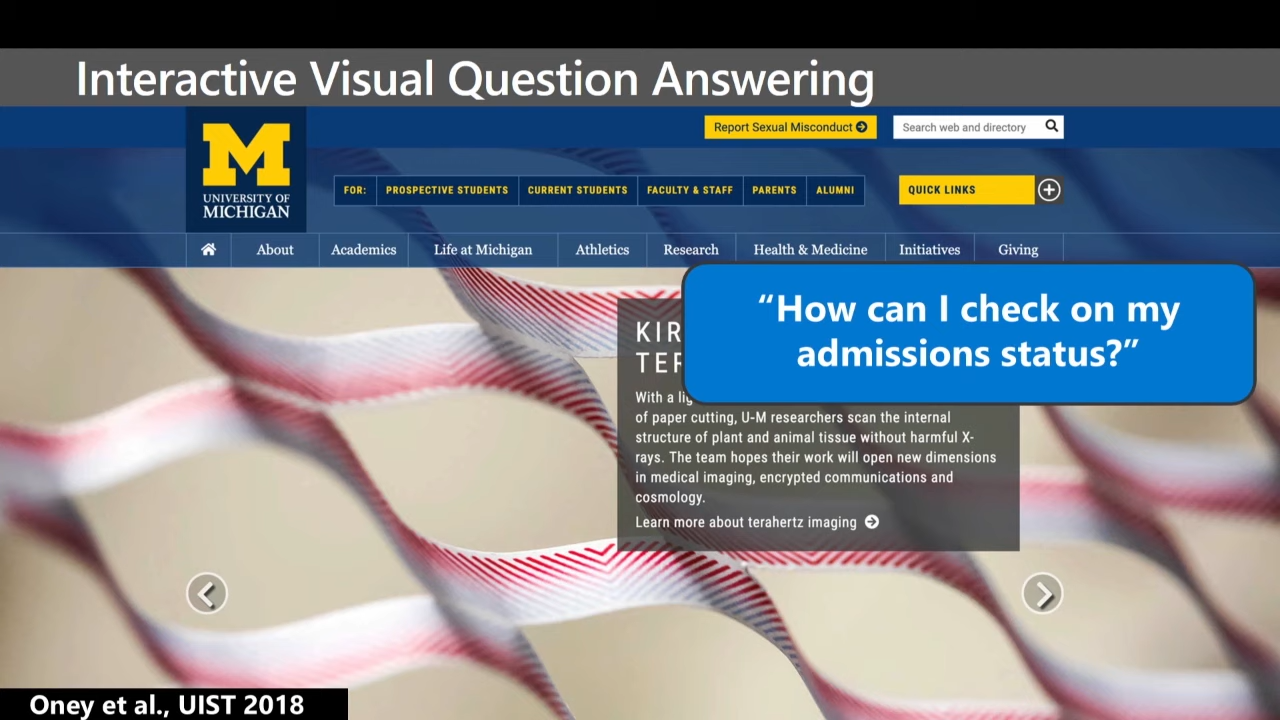 Interactive Visual Question Answering
Report Sexual Misconduct
Search web and directory
M
UNIVERSITY OF
MICHIGAN
FOR: PROSPECTIVE STUDENTS CURRENT STUDENTS FACULTY & STAFF PARENTS ALUMNI
QUICK LINKS
About Academics Life at Michigan Athletics Research Health & Medicine Initiatives Giving
“How can I check on my
admissions status?”
With a
of paper cutting, U-M researchers scan the internal
structure of plant and animal tissue without harmful X-
rays. The team hopes their work will open new dimensions
in medical imaging, encrypted communications and
cosmology.
Learn more about terahertz imaging
Oney et al., UIST 2018